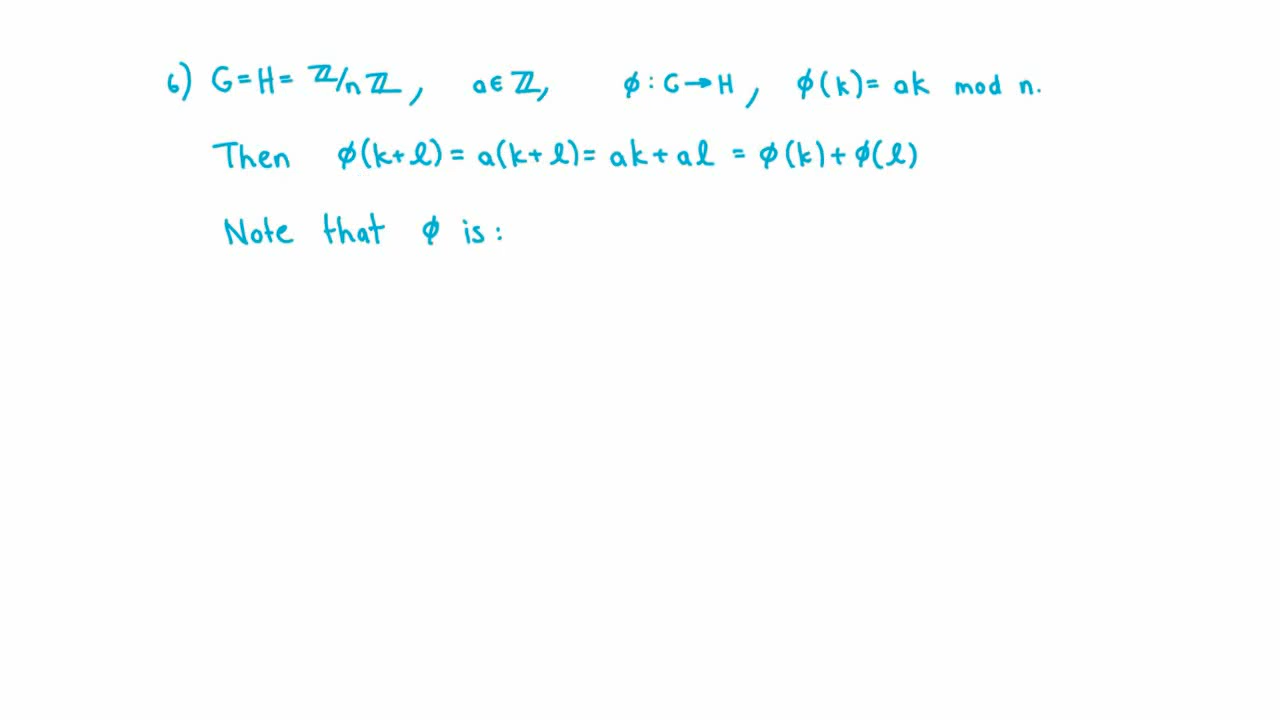 6) G=H= ℤ/nℤ, a∈ℤ, ϕ:G→H, ϕ(k)= ak mod n.
Then ϕ(k+l)= a(k+l)= ak+al = ϕ(k)+ϕ(l)
Note that ϕ is: